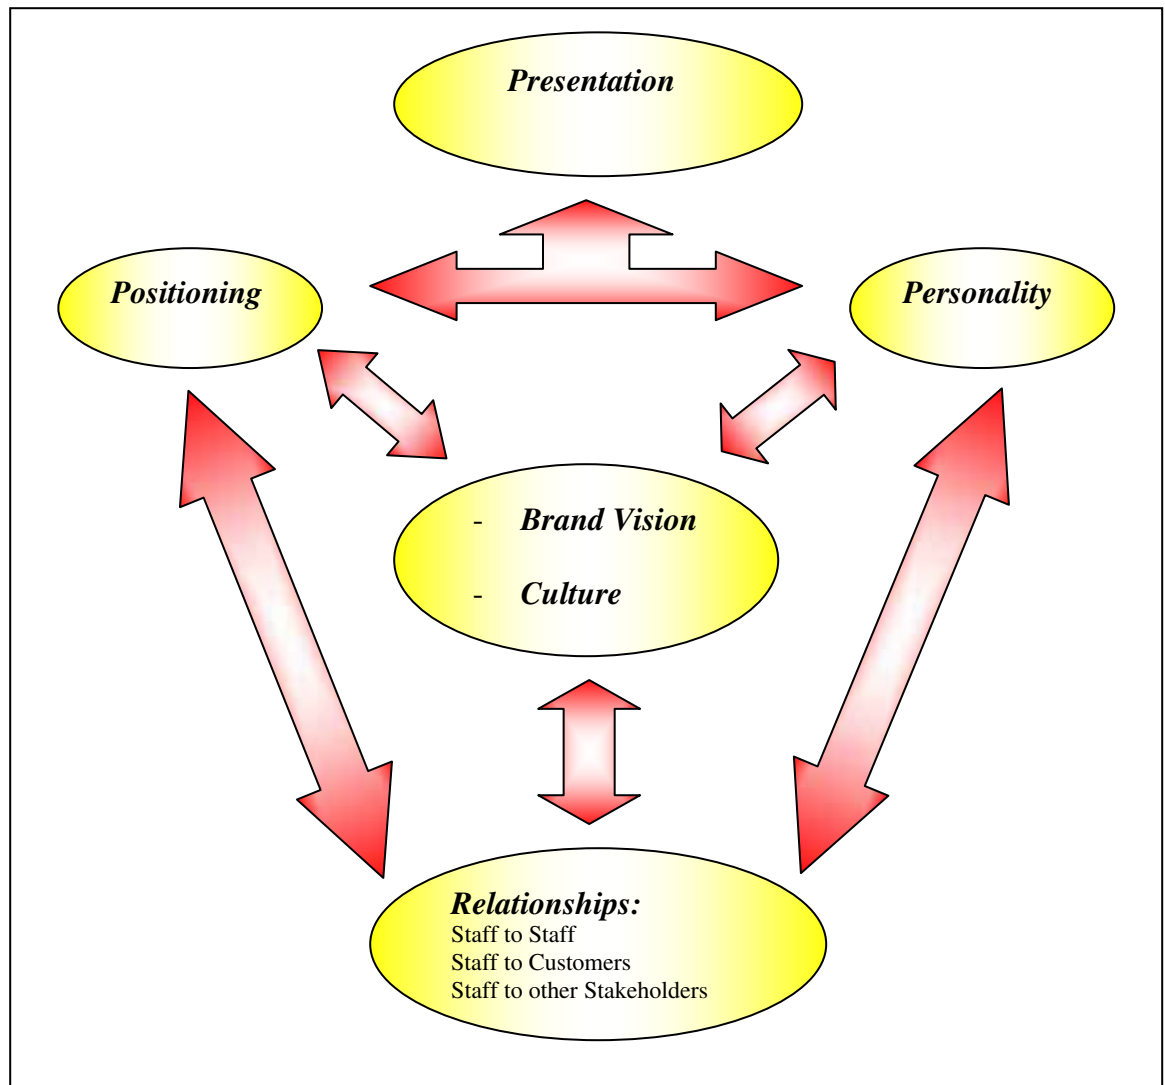 Presentation
Positioning
Personality
- Brand Vision
- Culture
Relationships:
Staff to Staff
Staff to Customers
Staff to other Stakeholders